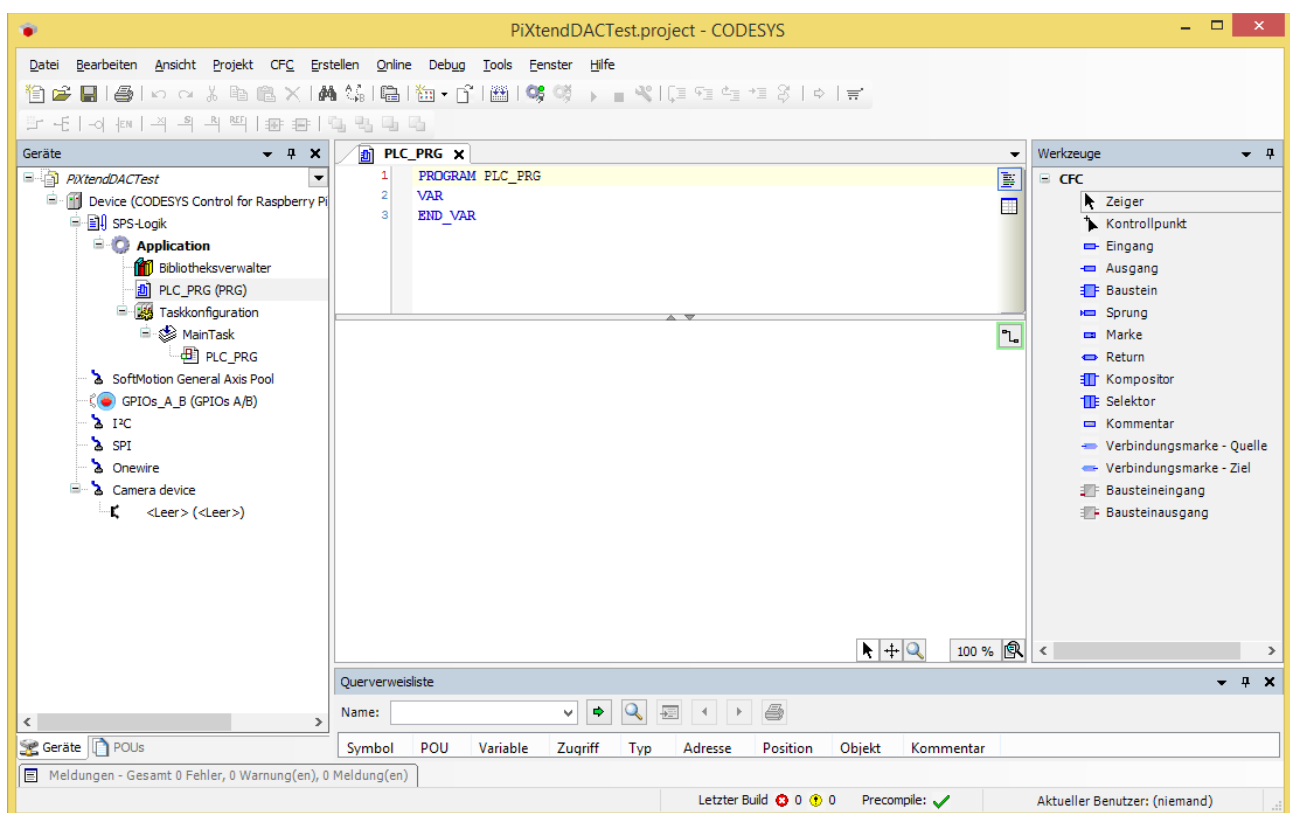 PiXtendDACTest.project - CODESYS
Datei Bearbeiten Ansicht Projekt CFC Erstellen Online Debug Tools Fenster Hilfe
Geräte
PiXtendDACTest
Device (CODESYS Control for Raspberry Pi
SPS-Logik
Application
Bibliotheksverwalter
PLC_PRG (PRG)
Taskkonfiguration
MainTask
PLC_PRG
SoftMotion General Axis Pool
GPIOs_A_B (GPIOs A/B)
I²C
SPI
Onewire
Camera device
<Leer> (<Leer>)
Geräte POUs
PLC_PRG
1 PROGRAM PLC_PRG
2 VAR
3 END_VAR
100 %
Werkzeuge
CFC
Zeiger
Kontrollpunkt
Eingang
Ausgang
Baustein
Sprung
Marke
Return
Kompositor
Selektor
Kommentar
Verbindungsmarke - Quelle
Verbindungsmarke - Ziel
Bausteineingang
Bausteinausgang
Querverweisliste
Name:
Symbol POU Variable Zugriff Typ Adresse Position Objekt Kommentar
Meldungen - Gesamt 0 Fehler, 0 Warnung(en), 0 Meldung(en)
Letzter Build 0 0 Precompile: Aktueller Benutzer: (niemand)